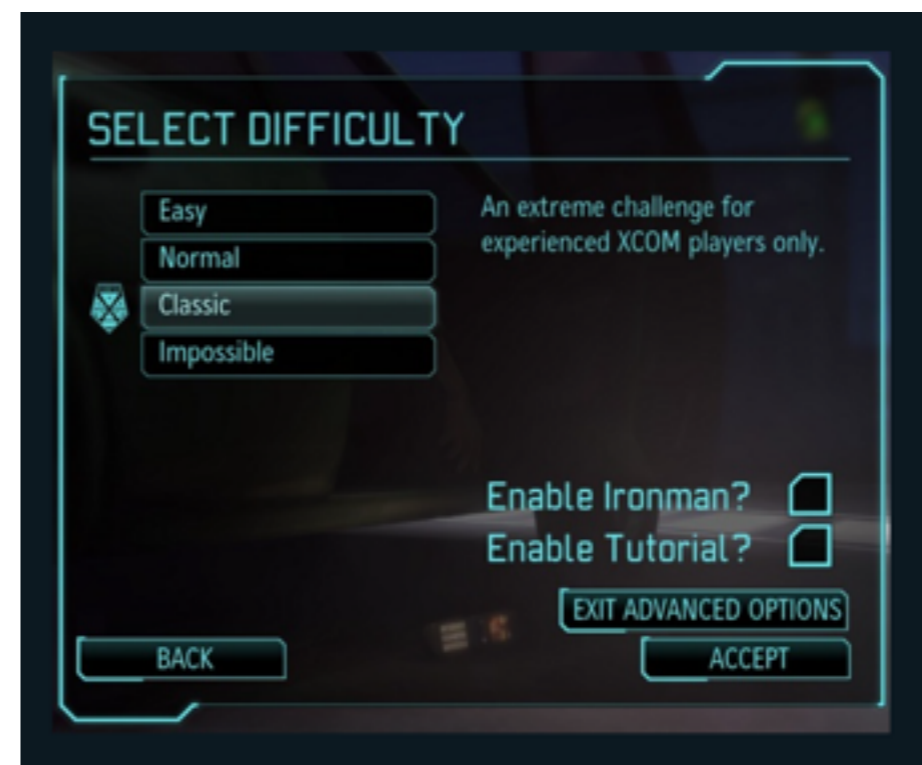 SELECT DIFFICULTY
Easy
Normal
Classic
Impossible
An extreme challenge for
experienced XCOM players only.
Enable Ironman?
Enable Tutorial?
EXIT ADVANCED OPTIONS
BACK
ACCEPT